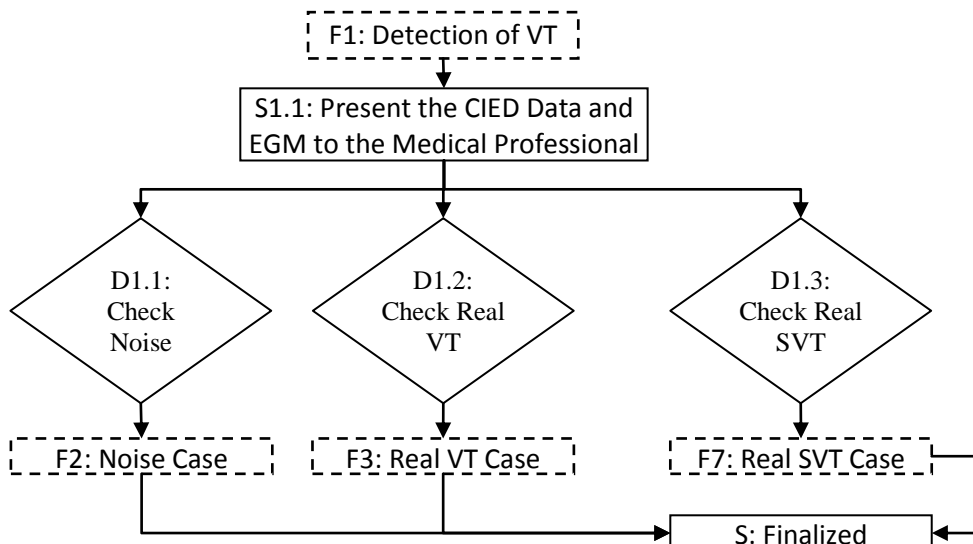 F1: Detection of VT
S1.1: Present the CIED Data and
EGM to the Medical Professional
D1.1:
Check
Noise
D1.2:
Check Real
VT
D1.3:
Check Real
SVT
F2: Noise Case
F3: Real VT Case
F7: Real SVT Case
S: Finalized